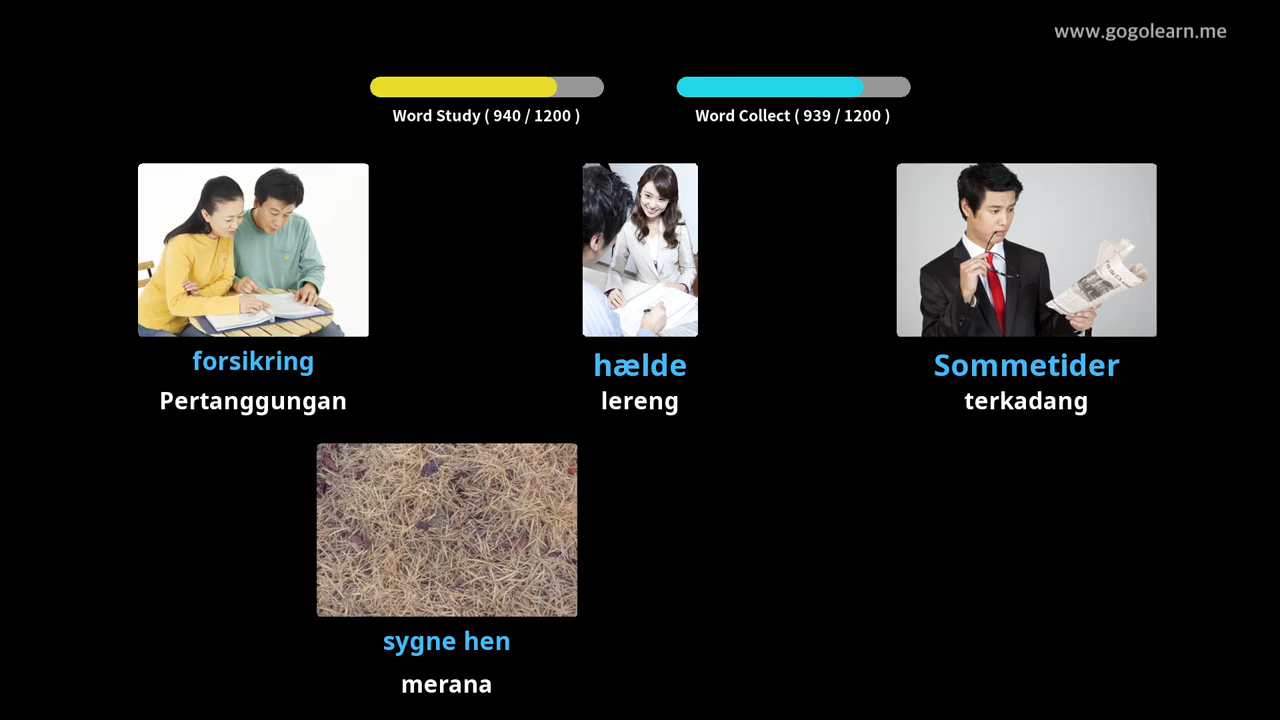 www.gogolearn.me
Word Study ( 940 / 1200 )
Word Collect ( 939 / 1200 )
forsikring
hælde
Sommetider
Pertanggungan
lereng
terkadang
sygne hen
merana